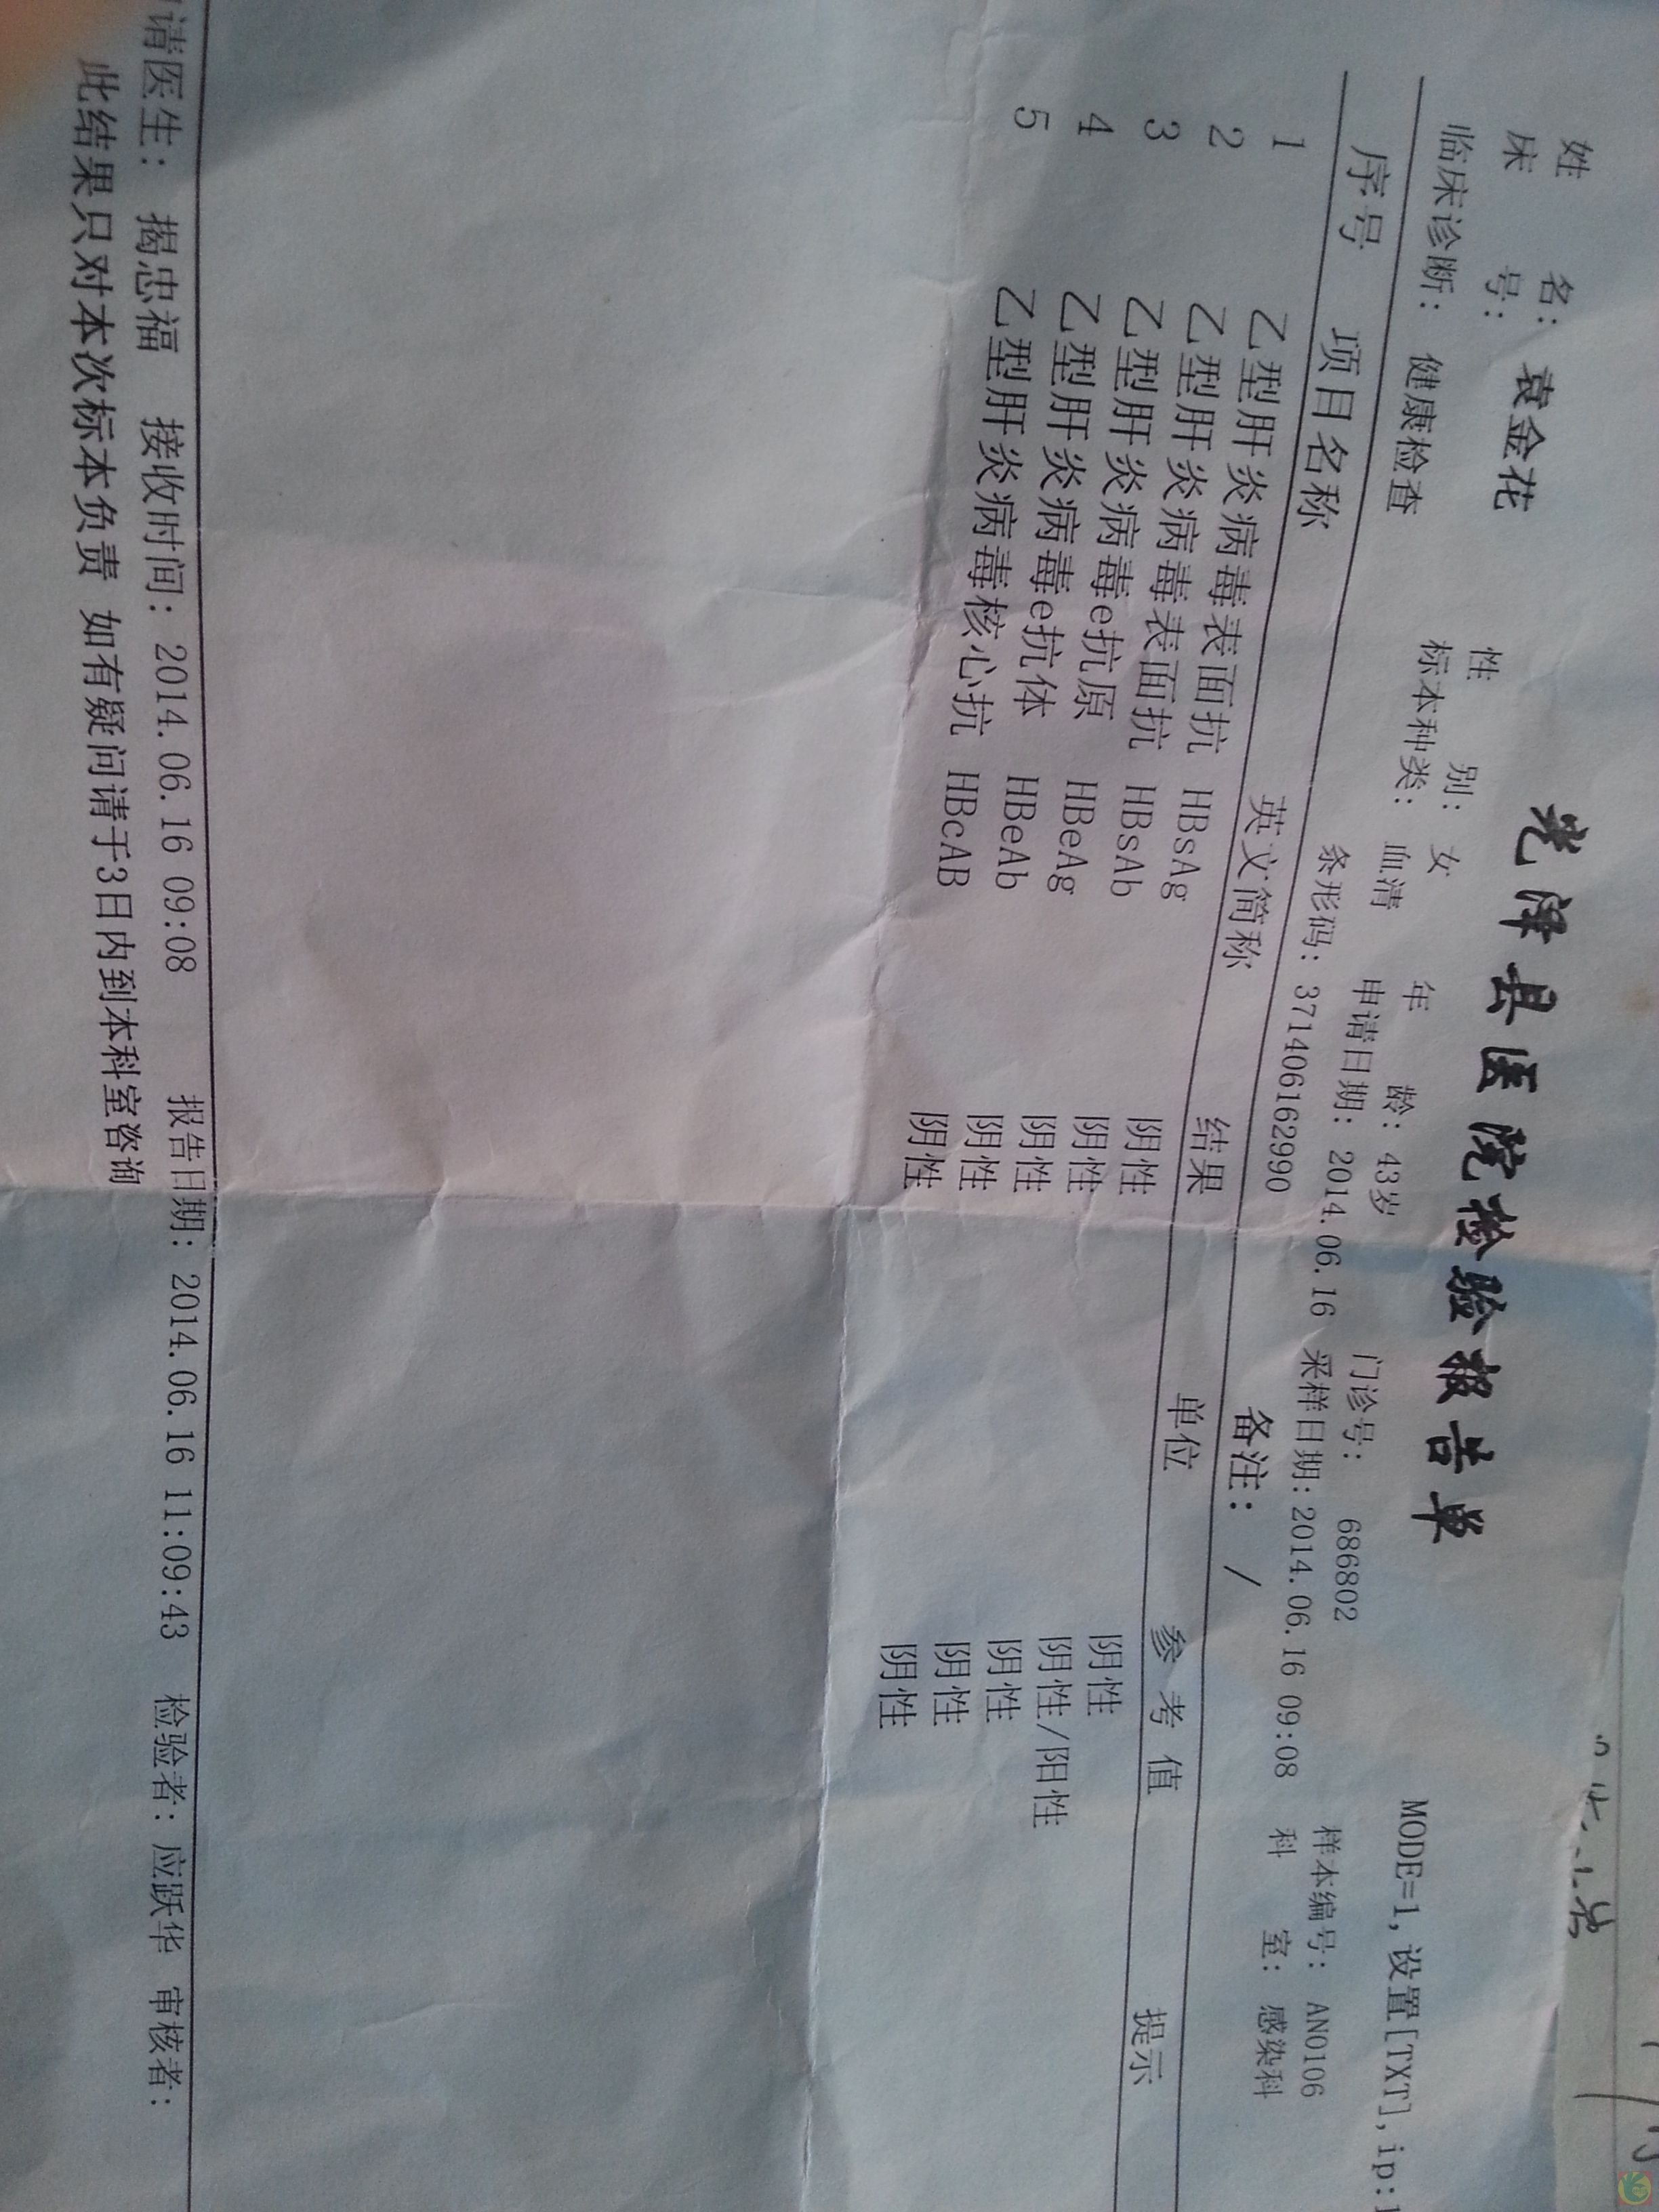 光泽县医院检验报告单
MODE=1,设置[TXT],ip:1
姓 名: 袁金花 性 别: 女 年 龄: 43岁 门诊号: 686802 样本编号: AN0106
床 号: 标本种类: 血清 申请日期: 2014.06.16 采样日期:2014.06.16 09:08 科 室: 感染科
临床诊断: 健康检查 条形码: 371406162990 备注: /
序号 项目名称 英文简称 结果 单位 参考值 提示
1 乙型肝炎病毒表面抗 HBsAg 阴性 阴性
2 乙型肝炎病毒表面抗 HBsAb 阴性 阴性/阳性
3 乙型肝炎病毒e抗原 HBeAg 阴性 阴性
4 乙型肝炎病毒e抗体 HBeAb 阴性 阴性
5 乙型肝炎病毒核心抗 HBcAB 阴性 阴性
请医生: 揭忠福 接收时间: 2014.06.16 09:08 报告日期: 2014.06.16 11:09:43 检验者: 应跃华 审核者:
此结果只对本次标本负责 如有疑问请于3日内到本科室咨询